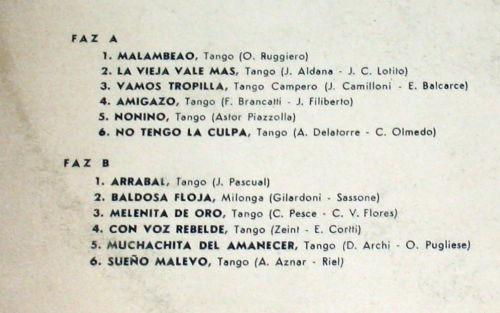 FAZ A
1. MALAMBEAO, Tango (O. Ruggiero)
2. LA VIEJA VALE MAS, Tango (J. Aldana - J. C. Lotito)
3. VAMOS TROPILLA, Tango Campero (J. Camilloni - E. Balcarce)
4. AMIGAZO, Tango (F. Brancatti - J. Filiberto)
5. NONINO, Tango (Astor Piazzolla)
6. NO TENGO LA CULPA, Tango (A. Delatorre - C. Olmedo)
FAZ B
1. ARRABAL, Tango (J. Pascual)
2. BALDOSA FLOJA, Milonga (Gilardoni - Sassone)
3. MELENITA DE ORO, Tango (C. Pesce - C. V. Flores)
4. CON VOZ REBELDE, Tango (Zeint - E. Cortti)
5. MUCHACHITA DEL AMANECER, Tango (D. Archi - O. Pugliese)
6. SUEÑO MALEVO, Tango (A. Aznar - Riel)